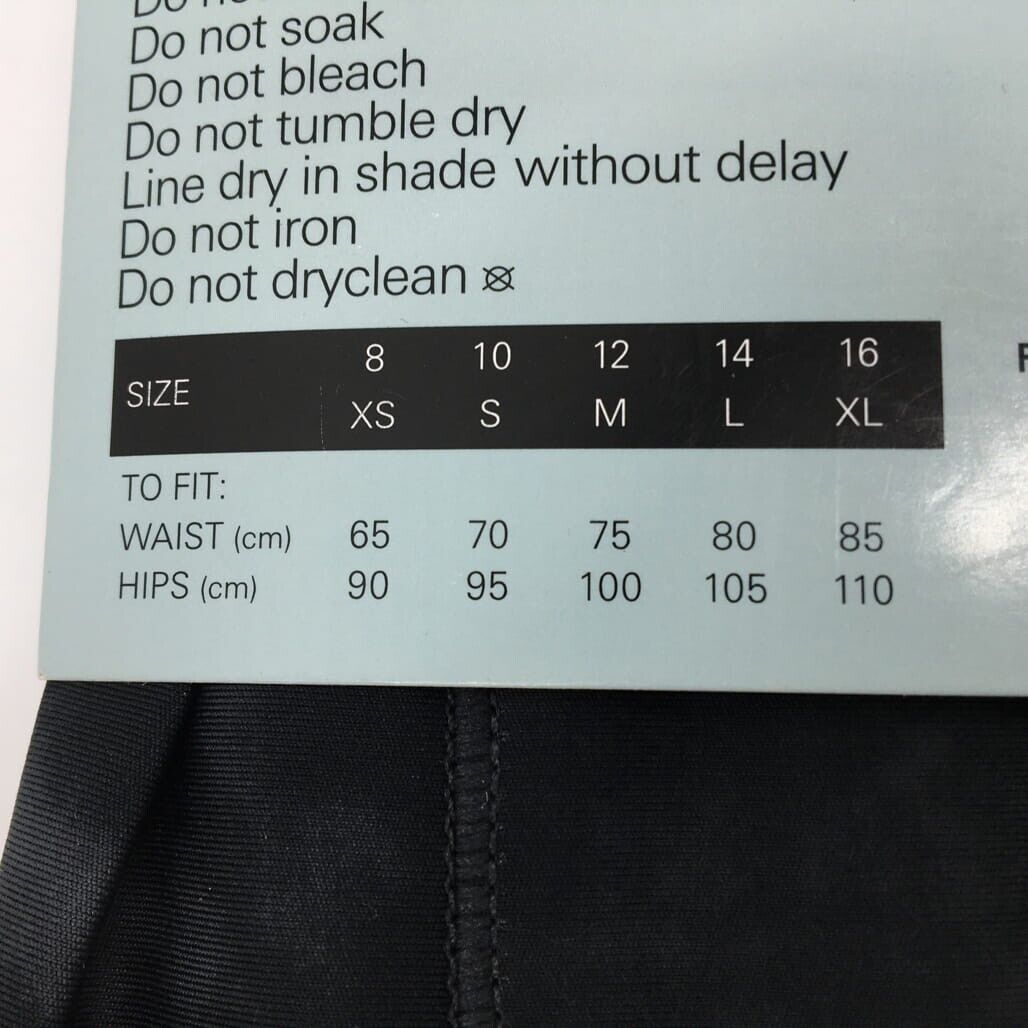 Do not soak
Do not bleach
Do not tumble dry
Line dry in shade without delay
Do not iron
Do not dryclean
SIZE 8 10 12 14 16
XS S M L XL
TO FIT:
WAIST (cm) 65 70 75 80 85
HIPS (cm) 90 95 100 105 110